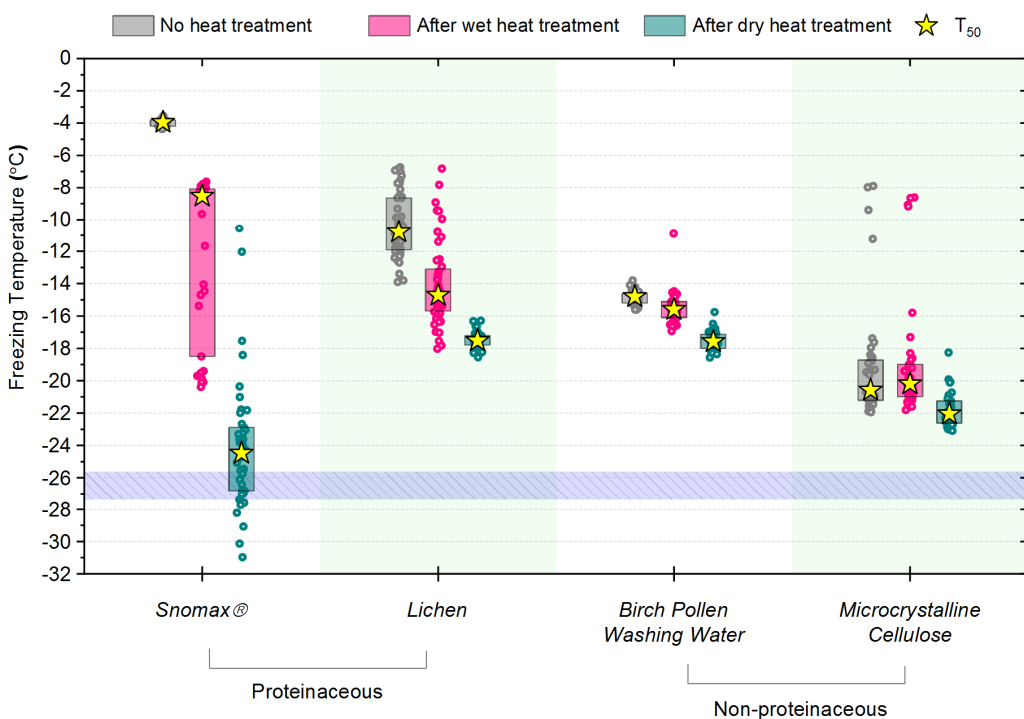 No heat treatment
After wet heat treatment
After dry heat treatment
T50
Freezing Temperature (°C)
0
-2
-4
-6
-8
-10
-12
-14
-16
-18
-20
-22
-24
-26
-28
-30
-32
Snomax®
Lichen
Birch Pollen
Washing Water
Microcrystalline
Cellulose
Proteinaceous
Non-proteinaceous